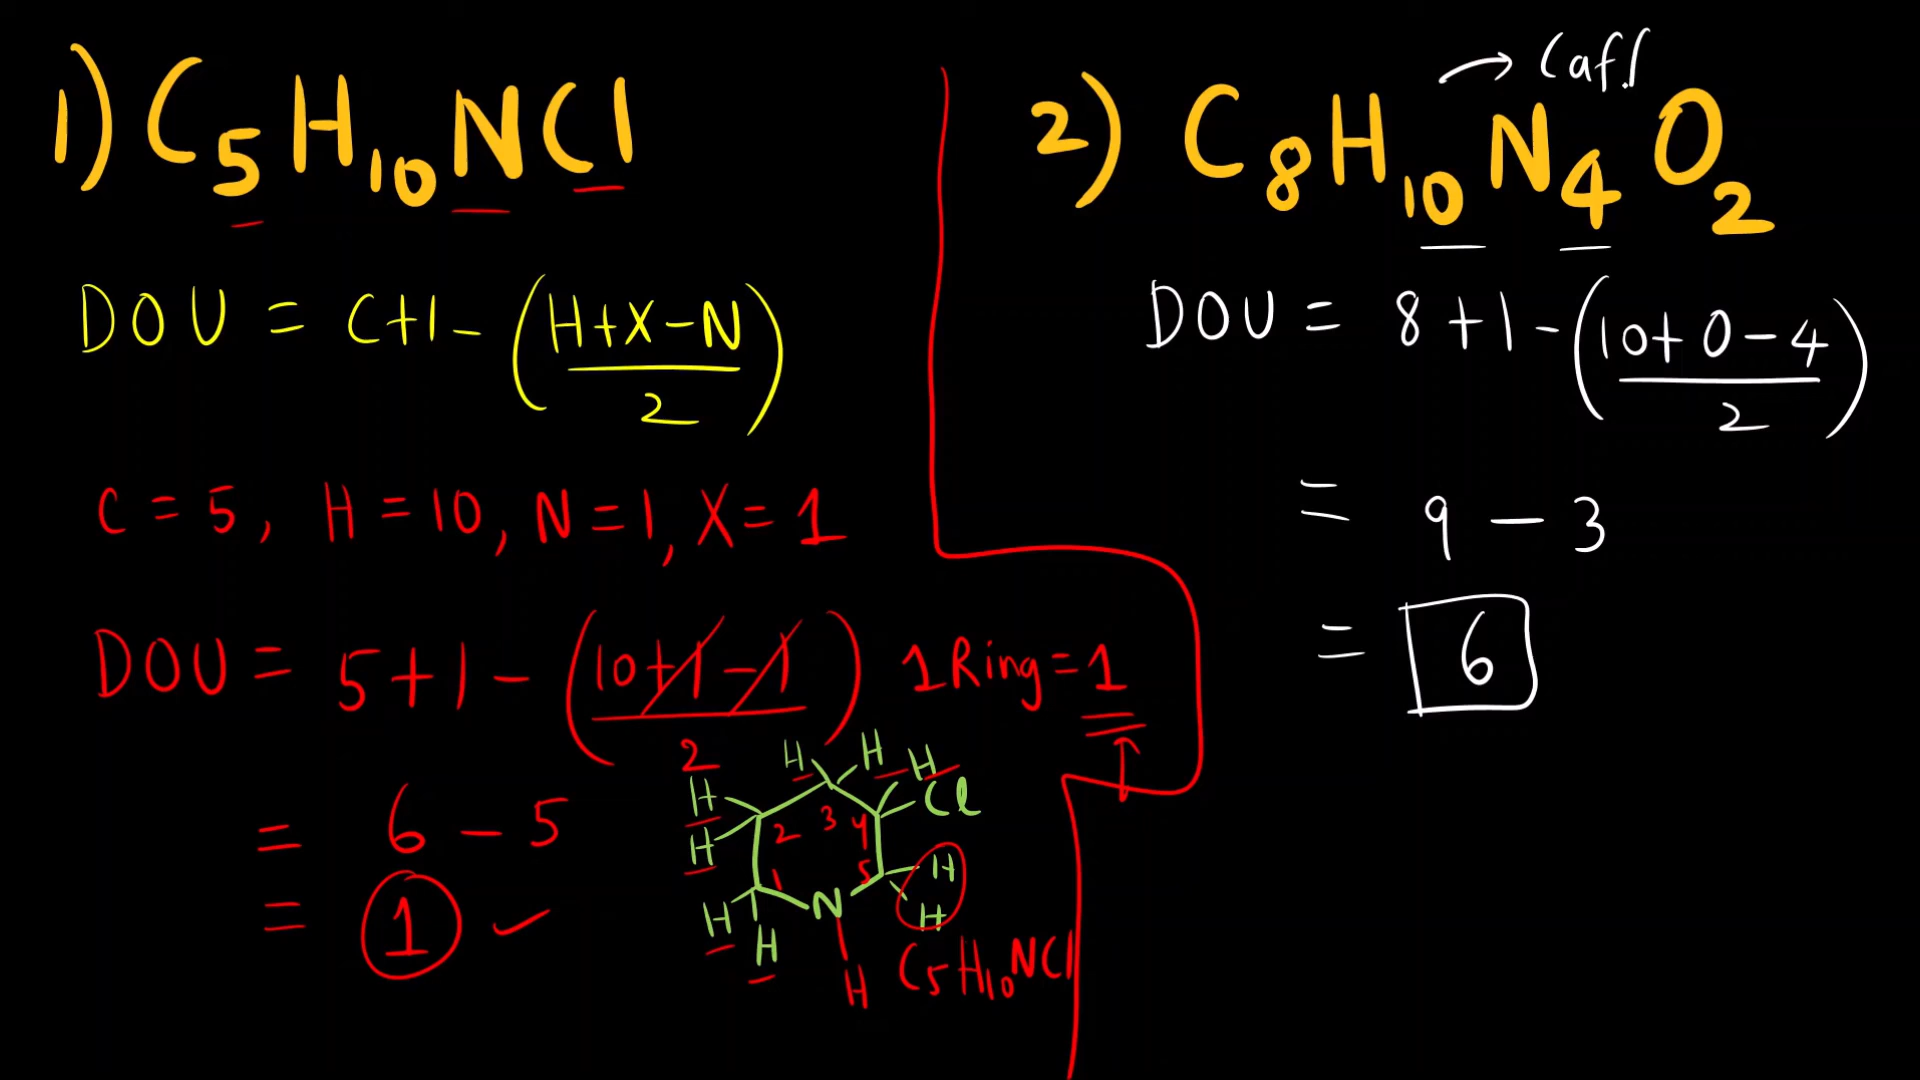 1) C5H10NCl
DOU = C+1 - (H+X-N / 2)
C = 5, H = 10, N = 1, X = 1
DOU = 5+1 - (10+1-1 / 2)
= 6 - 5
= 1 ✓
1 Ring = 1
H H H
H Cl
H 2 3 4
1 5 H
H N H
H
H C5H10NCl
2) C8H10N4O2
→ Caf
DOU = 8+1 - (10+0-4 / 2)
= 9 - 3
= 6